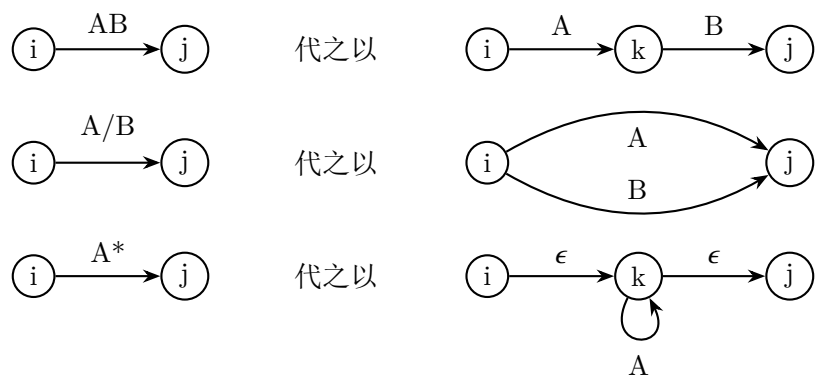 AB
i j 代之以 i A k B j
A/B
i j 代之以 i A B j
A*
i j 代之以 i ϵ k ϵ j
A